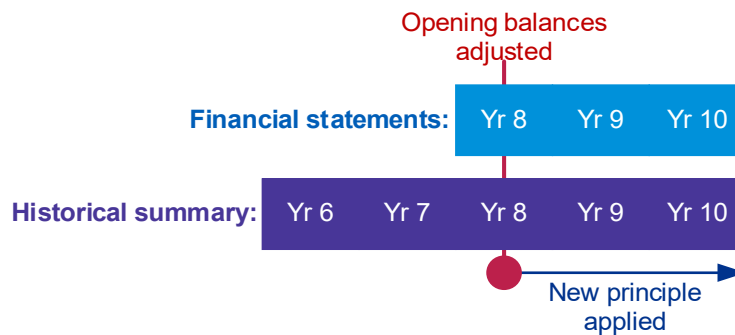 Opening balances
adjusted
Financial statements: Yr 8 Yr 9 Yr 10
Historical summary: Yr 6 Yr 7 Yr 8 Yr 9 Yr 10
New principle
applied